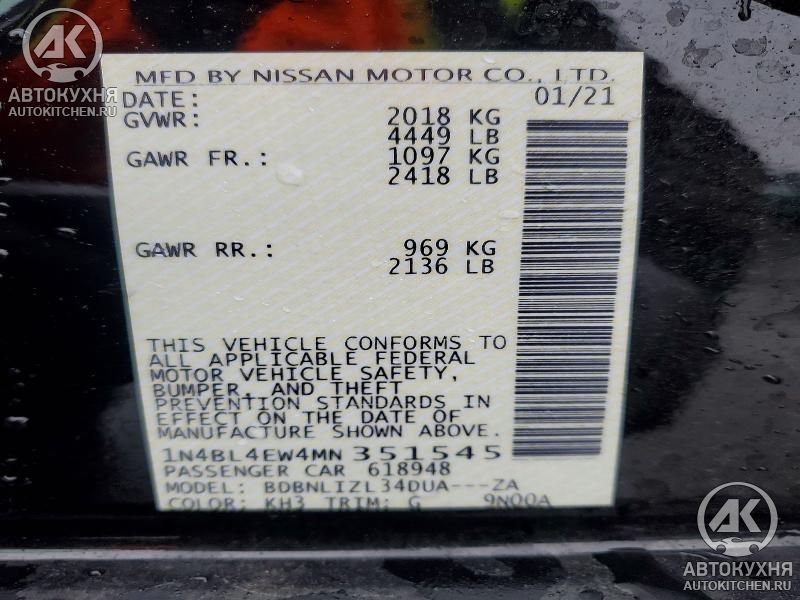 AK
АВТОКУХНЯ
AUTOKITCHEN.RU
MFD BY NISSAN MOTOR CO., LTD.
DATE: 01/21
GVWR: 2018 KG
4449 LB
GAWR FR.: 1097 KG
2418 LB
GAWR RR.: 969 KG
2136 LB
THIS VEHICLE CONFORMS TO
ALL APPLICABLE FEDERAL
MOTOR VEHICLE SAFETY,
BUMPER, AND THEFT
PREVENTION STANDARDS IN
EFFECT ON THE DATE OF
MANUFACTURE SHOWN ABOVE.
1N4BL4EW4MN351545
PASSENGER CAR 618948
MODEL: BDBNLIZL34DUA---ZA
COLOR: KH3 TRIM: G 9N00A
AK
АВТОКУХНЯ
AUTOKITCHEN.RU